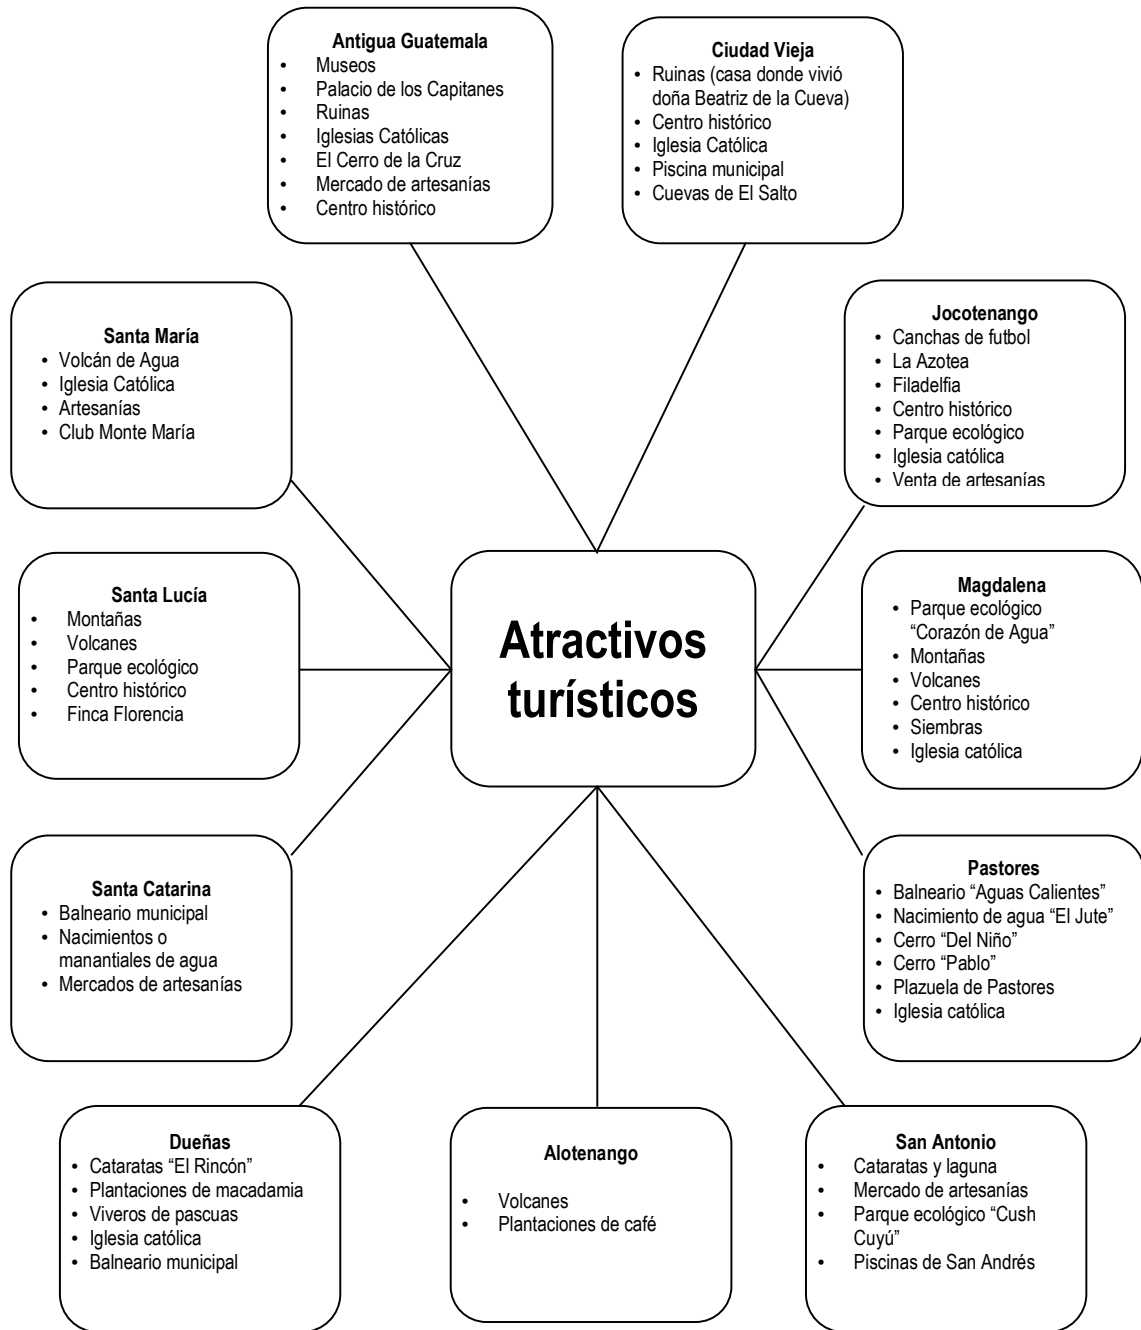 Antigua Guatemala
• Museos
• Palacio de los Capitanes
• Ruinas
• Iglesias Católicas
• El Cerro de la Cruz
• Mercado de artesanías
• Centro histórico
Ciudad Vieja
• Ruinas (casa donde vivió
doña Beatriz de la Cueva)
• Centro histórico
• Iglesia Católica
• Piscina municipal
• Cuevas de El Salto
Santa María
• Volcán de Agua
• Iglesia Católica
• Artesanías
• Club Monte María
Jocotenango
• Canchas de futbol
• La Azotea
• Filadelfia
• Centro histórico
• Parque ecológico
• Iglesia católica
• Venta de artesanías
Santa Lucía
• Montañas
• Volcanes
• Parque ecológico
• Centro histórico
• Finca Florencia
Atractivos
turísticos
Magdalena
• Parque ecológico
“Corazón de Agua”
• Montañas
• Volcanes
• Centro histórico
• Siembras
• Iglesia católica
Santa Catarina
• Balneario municipal
• Nacimientos o
manantiales de agua
• Mercados de artesanías
Pastores
• Balneario “Aguas Calientes”
• Nacimiento de agua “El Jute”
• Cerro “Del Niño”
• Cerro “Pablo”
• Plazuela de Pastores
• Iglesia católica
Dueñas
• Cataratas “El Rincón”
• Plantaciones de macadamia
• Viveros de pascuas
• Iglesia católica
• Balneario municipal
Alotenango
• Volcanes
• Plantaciones de café
San Antonio
• Cataratas y laguna
• Mercado de artesanías
• Parque ecológico “Cush
Cuyú”
• Piscinas de San Andrés